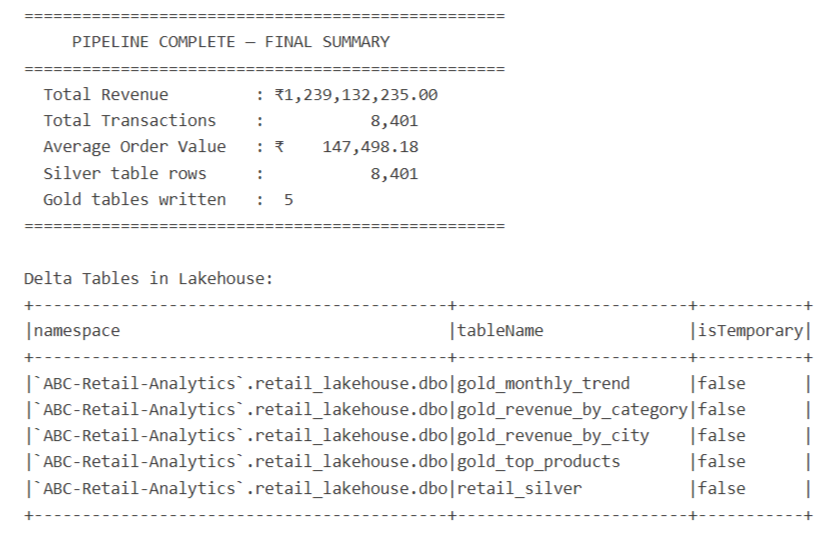 ==================================================
     PIPELINE COMPLETE — FINAL SUMMARY
==================================================
  Total Revenue         : ₹1,239,132,235.00
  Total Transactions    :           8,401
  Average Order Value   : ₹    147,498.18
  Silver table rows     :           8,401
  Gold tables written   :  5
==================================================

Delta Tables in Lakehouse:
+-------------------------------------------+------------------------+-----------+
|namespace                                  |tableName               |isTemporary|
+-------------------------------------------+------------------------+-----------+
|`ABC-Retail-Analytics`.retail_lakehouse.dbo|gold_monthly_trend      |false      |
|`ABC-Retail-Analytics`.retail_lakehouse.dbo|gold_revenue_by_category|false      |
|`ABC-Retail-Analytics`.retail_lakehouse.dbo|gold_revenue_by_city    |false      |
|`ABC-Retail-Analytics`.retail_lakehouse.dbo|gold_top_products       |false      |
|`ABC-Retail-Analytics`.retail_lakehouse.dbo|retail_silver           |false      |
+-------------------------------------------+------------------------+-----------+